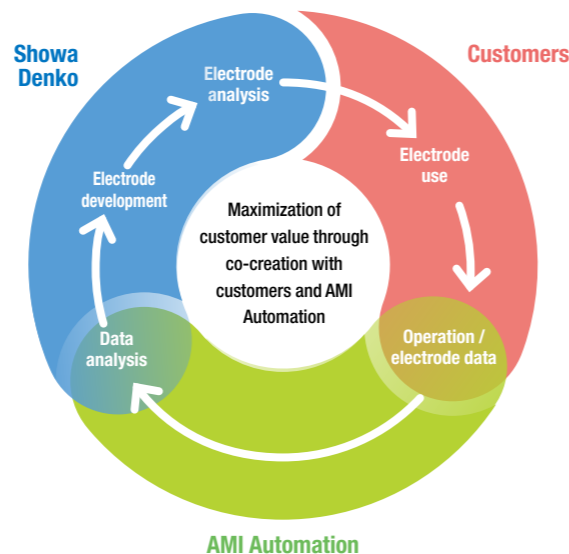 Showa
Denko
Customers
Electrode
analysis
Electrode
use
Electrode
development
Maximization of
customer value through
co-creation with
customers and AMI
Automation
Data
analysis
Operation /
electrode data
AMI Automation